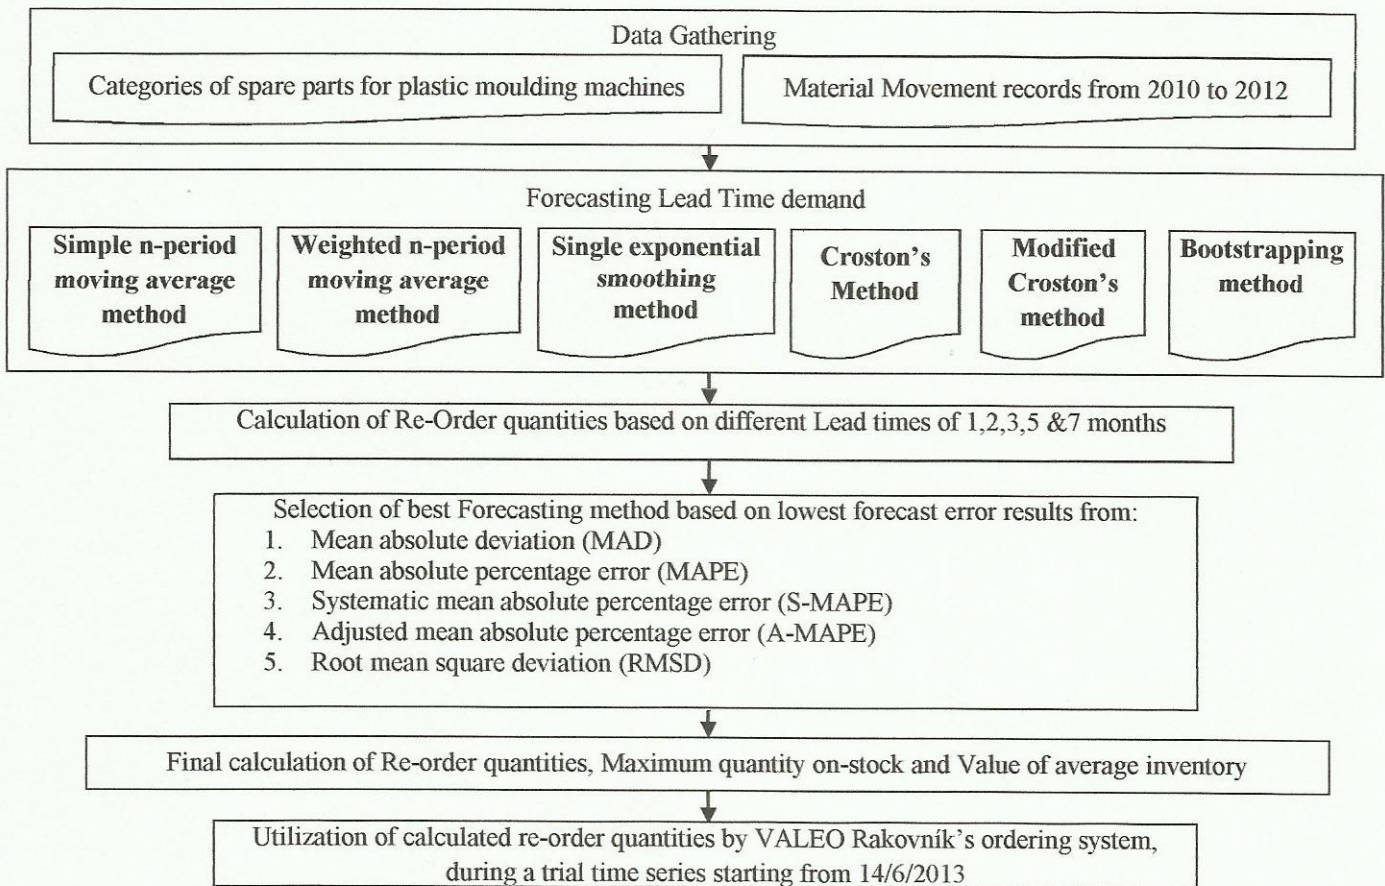 Data Gathering
Categories of spare parts for plastic moulding machines
Material Movement records from 2010 to 2012
Forecasting Lead Time demand
Simple n-period
moving average
method
Weighted n-period
moving average
method
Single exponential
smoothing
method
Croston's
Method
Modified
Croston's
method
Bootstrapping
method
Calculation of Re-Order quantities based on different Lead times of 1,2,3,5 &7 months
Selection of best Forecasting method based on lowest forecast error results from:
1. Mean absolute deviation (MAD)
2. Mean absolute percentage error (MAPE)
3. Systematic mean absolute percentage error (S-MAPE)
4. Adjusted mean absolute percentage error (A-MAPE)
5. Root mean square deviation (RMSD)
Final calculation of Re-order quantities, Maximum quantity on-stock and Value of average inventory
Utilization of calculated re-order quantities by VALEO Rakovník's ordering system,
during a trial time series starting from 14/6/2013